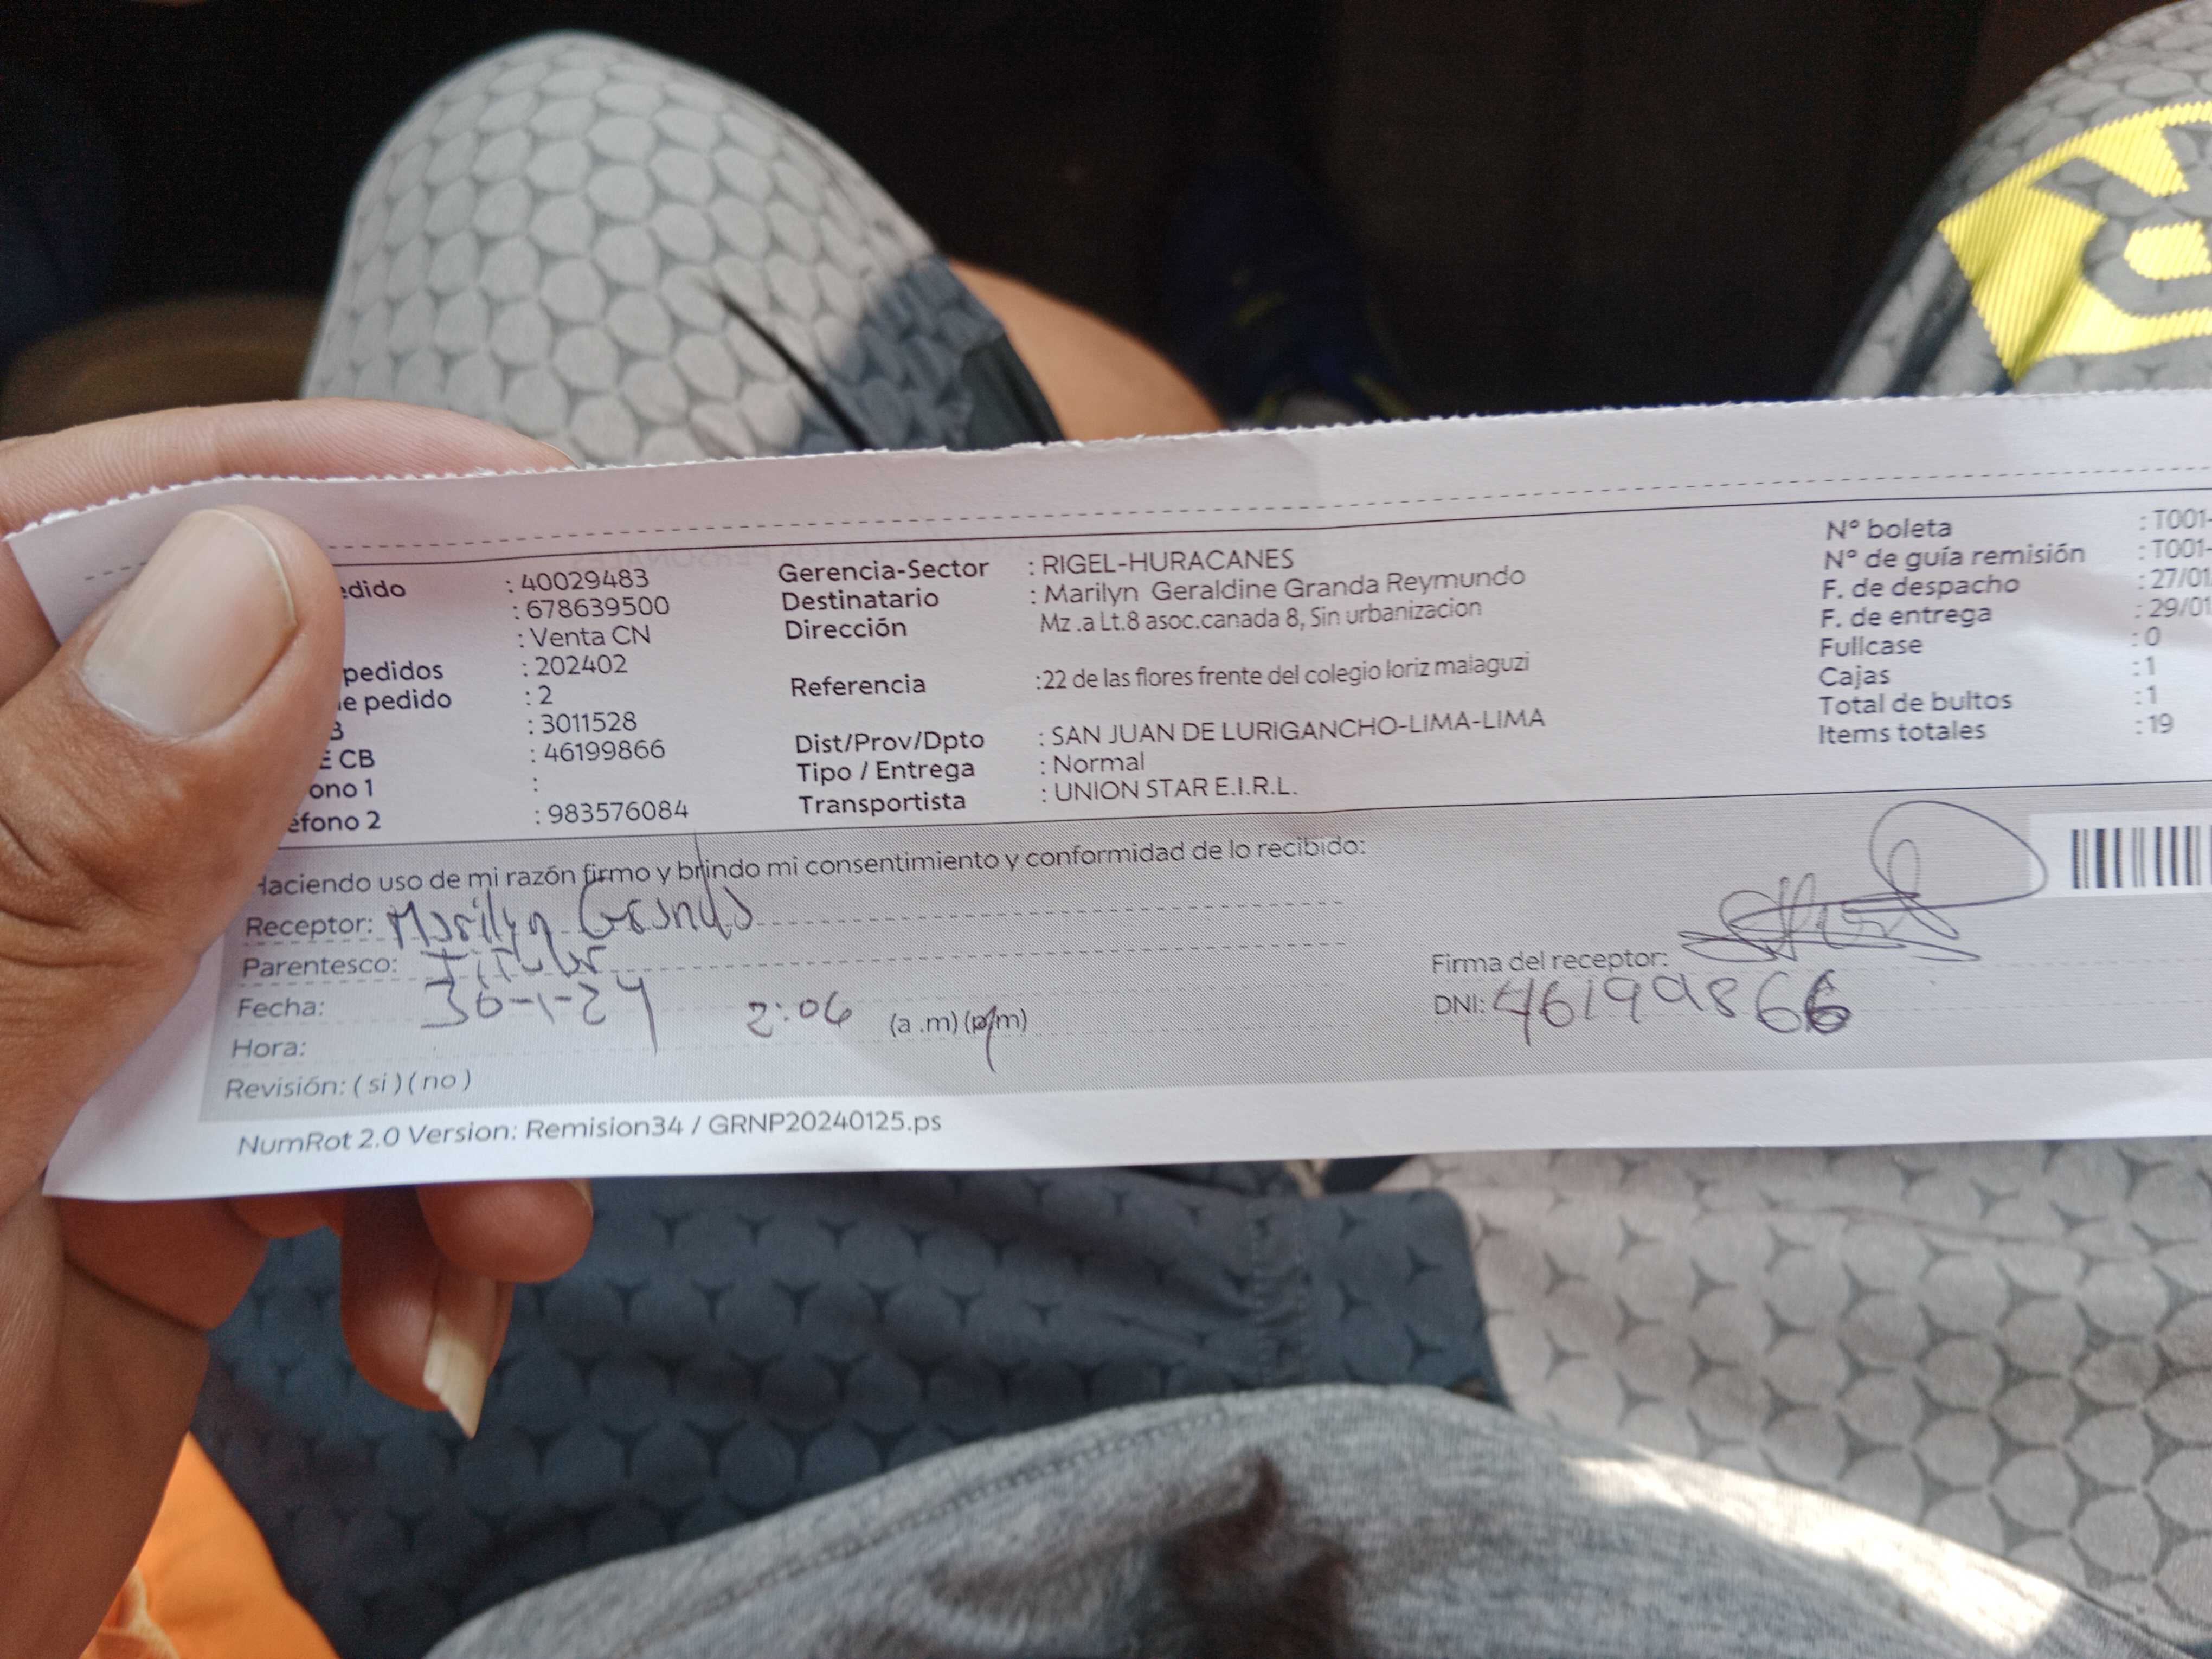 edido : 40029483
: 678639500
: Venta CN
pedidos : 202402
e pedido : 2
: 3011528
E CB : 46199866
ono 1 :
éfono 2 : 983576084
Gerencia-Sector : RIGEL-HURACANES
Destinatario : Marilyn Geraldine Granda Reymundo
Dirección Mz .a Lt.8 asoc.canada 8, Sin urbanizacion
Referencia :22 de las flores frente del colegio loriz malaguzi
Dist/Prov/Dpto : SAN JUAN DE LURIGANCHO-LIMA-LIMA
Tipo / Entrega : Normal
Transportista : UNION STAR E.I.R.L.
Nº boleta : T001-
Nº de guía remisión : T001-
F. de despacho : 27/01
F. de entrega : 29/01
Fullcase : 0
Cajas : 1
Total de bultos : 1
Items totales : 19
Haciendo uso de mi razón firmo y brindo mi consentimiento y conformidad de lo recibido:
Receptor: Marilyn Granda
Parentesco: Titular
Fecha: 30-1-24 2:06 (a .m) (p/m)
Hora:
Revisión: ( si ) ( no )
Firma del receptor:
DNI: 46199866
NumRot 2.0 Version: Remision34 / GRNP20240125.ps